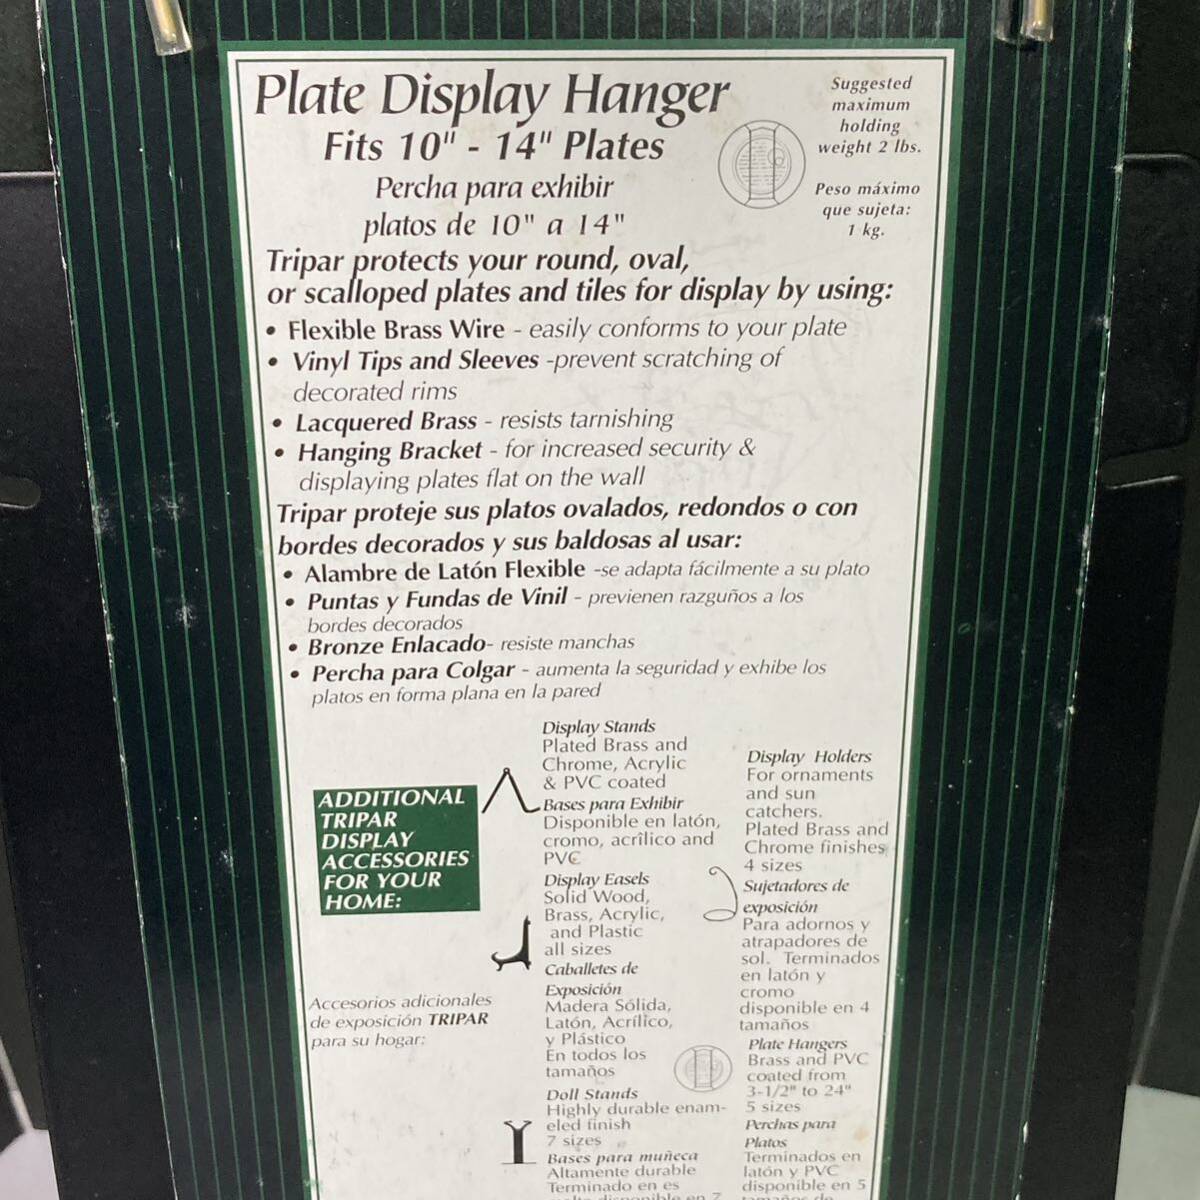 Plate Display Hanger
Fits 10" - 14" Plates
Percha para exhibir
platos de 10" a 14"
Suggested
maximum
holding
weight 2 lbs.
Peso máximo
que sujeta:
1 kg.
Tripar protects your round, oval,
or scalloped plates and tiles for display by using:
• Flexible Brass Wire - easily conforms to your plate
• Vinyl Tips and Sleeves -prevent scratching of
decorated rims
• Lacquered Brass - resists tarnishing
• Hanging Bracket - for increased security &
displaying plates flat on the wall
Tripar proteje sus platos ovalados, redondos o con
bordes decorados y sus baldosas al usar:
• Alambre de Latón Flexible -se adapta fácilmente a su plato
• Puntas y Fundas de Vinil - previenen razguños a los
bordes decorados
• Bronze Enlacado- resiste manchas
• Percha para Colgar - aumenta la seguridad y exhibe los
platos en forma plana en la pared
ADDITIONAL
TRIPAR
DISPLAY
ACCESSORIES
FOR YOUR
HOME:
Accesorios adicionales
de exposición TRIPAR
para su hogar:
Display Stands
Plated Brass and
Chrome, Acrylic
& PVC coated
Bases para Exhibir
Disponible en latón,
cromo, acrilico and
PVC
Display Easels
Solid Wood,
Brass, Acrylic,
and Plastic
all sizes
Caballetes de
Exposición
Madera Sólida,
Latón, Acrílico,
y Plástico
En todos los
tamaños
Doll Stands
Highly durable enam-
eled finish
7 sizes
Bases para muñeca
Altamente durable
Terminado en es
disponible en 7
Display Holders
For ornaments
and sun
catchers.
Plated Brass and
Chrome finishes
4 sizes
Sujetadores de
exposición
Para adornos y
atrapadores de
sol. Terminados
en latón y
cromo
disponible en 4
tamaños
Plate Hangers
Brass and PVC
coated from
3-1/2" to 24"
5 sizes
Perchas para
Platos
Terminados en
latón y PVC
disponible en 5
tamaños de